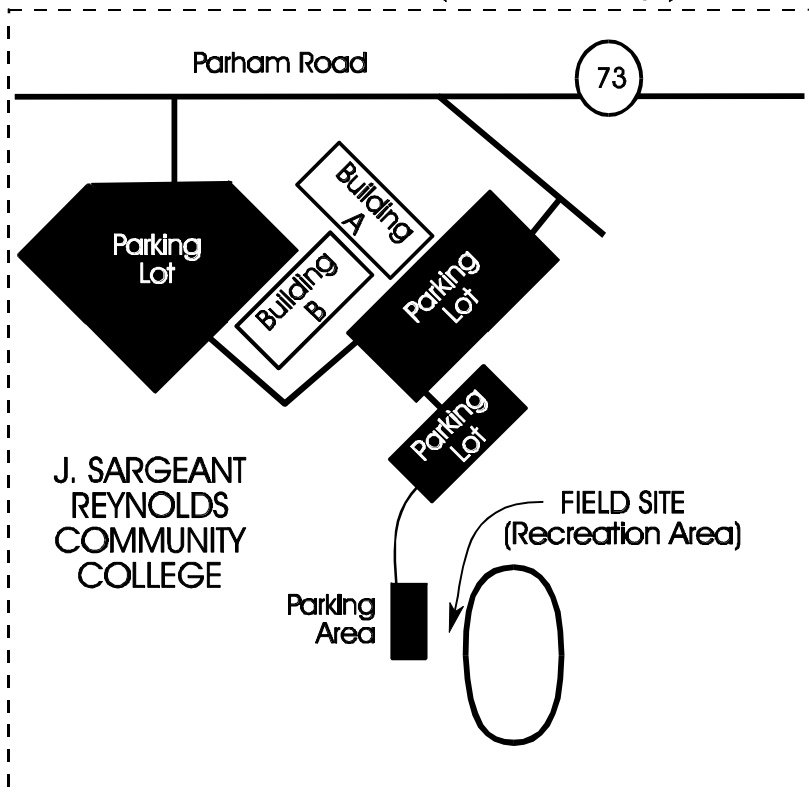 Parham Road
73
Building
A
Parking
Lot
Building
B
Parking
Lot
Parking
Lot
J. SARGEANT
REYNOLDS
COMMUNITY
COLLEGE
FIELD SITE
(Recreation Area)
Parking
Area